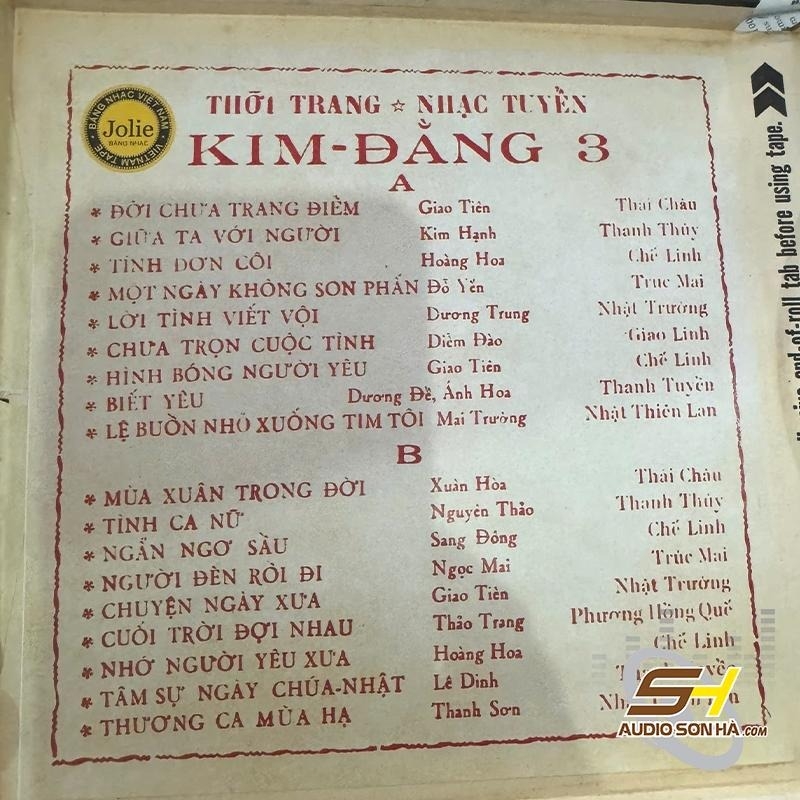 BĂNG NHẠC VIỆT NAM
Jolie
BĂNG NHẠC
VIETNAM TAPE
THỜI TRANG ☆ NHẠC TUYỂN
KIM-ĐẰNG 3
A
* ĐỜI CHƯA TRANG ĐIỂM Giao Tiên Thái Châu
* GIỮA TA VỚI NGƯỜI Kim Hạnh Thanh Thúy
* TÌNH ĐƠN CÔI Hoàng Hoa Chế Linh
* MỘT NGÀY KHÔNG SON PHẤN Đỗ Yến Trúc Mai
* LỜI TÌNH VIẾT VỘI Dương Trung Nhật Trường
* CHƯA TRỌN CUỘC TÌNH Diễm Đào Giao Linh
* HÌNH BÓNG NGƯỜI YÊU Giao Tiên Chế Linh
* BIẾT YÊU Dương Đề, Ánh Hoa Thanh Tuyền
* LỆ BUỒN NHỎ XUỐNG TIM TÔI Mai Trường Nhật Thiên Lan
B
* MÙA XUÂN TRONG ĐỜI Xuân Hòa Thái Châu
* TÌNH CA NỮ Nguyên Thảo Thanh Thúy
* NGẨN NGƠ SẦU Sang Đông Chế Linh
* NGƯỜI ĐẾN RỒI ĐI Ngọc Mai Trúc Mai
* CHUYỆN NGÀY XƯA Giao Tiên Nhật Trường
* CUỐI TRỜI ĐỢI NHAU Thảo Trang Phương Hồng Quế
* NHỚ NGƯỜI YÊU XƯA Hoàng Hoa Chế Linh
* TÂM SỰ NGÀY CHÚA-NHẬT Lê Dinh
* THƯƠNG CA MÙA HẠ Thanh Sơn
end-of-roll tab before using tape.
SH
AUDIO SƠN HÀ.COM